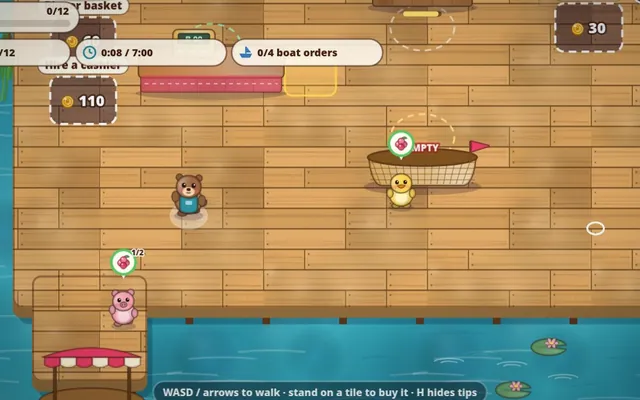 0/12
basket
/12
0:08 / 7:00
0/4 boat orders
30
Hire a cashier
110
1/2
WASD / arrows to walk · stand on a tile to buy it · H hides tips